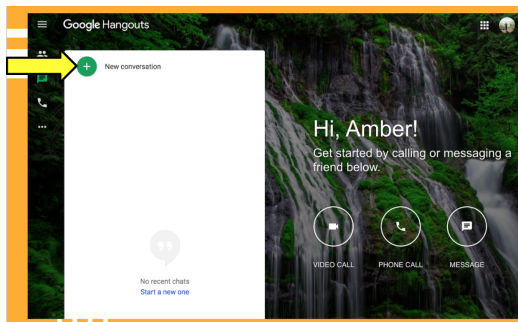 Google Hangouts
New conversation
Hi, Amber!
Get started by calling or messaging a
friend below.
VIDEO CALL
PHONE CALL
MESSAGE
No recent chats
Start a new one